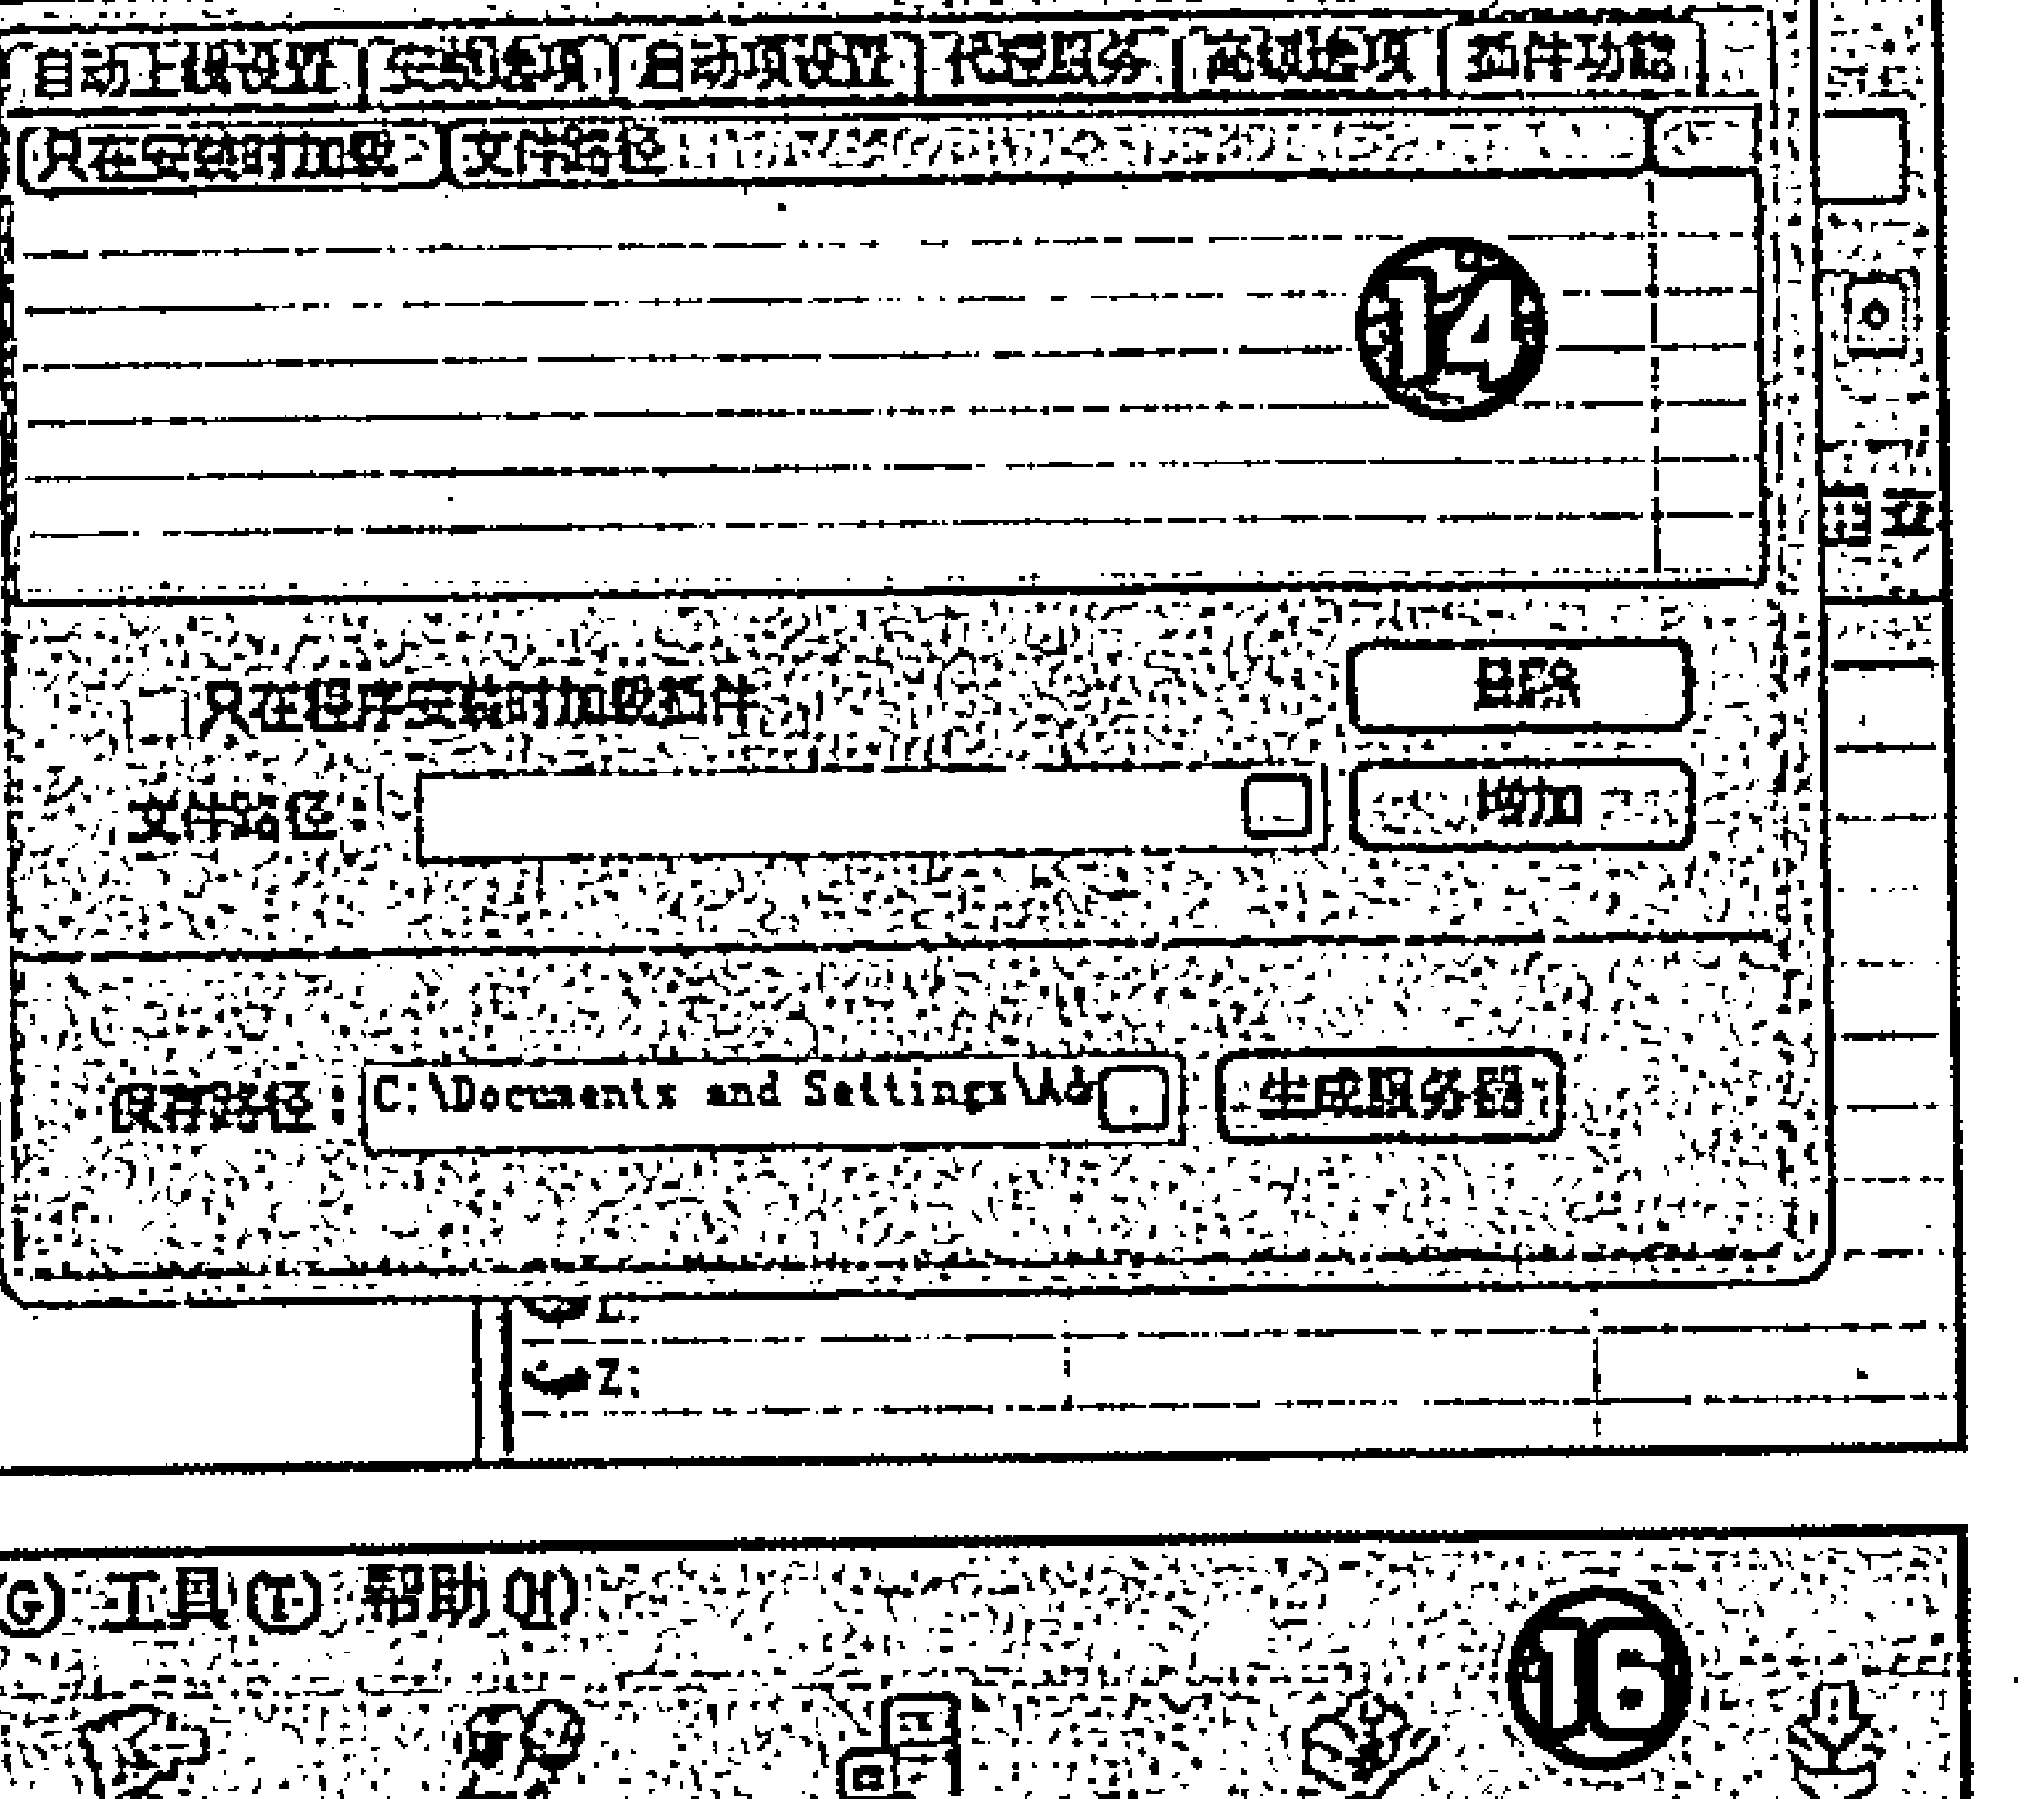 自动上线设置 安装选项 启动项设置 代理服务 高级选项 插件功能
只在安装时加载 文件路径
14
只在程序安装时加载插件 删除
文件路径: 增加
保存路径: C:\Documents and Settings\Ad 生成服务器
Z:
(G) 工具(T) 帮助(H)
16